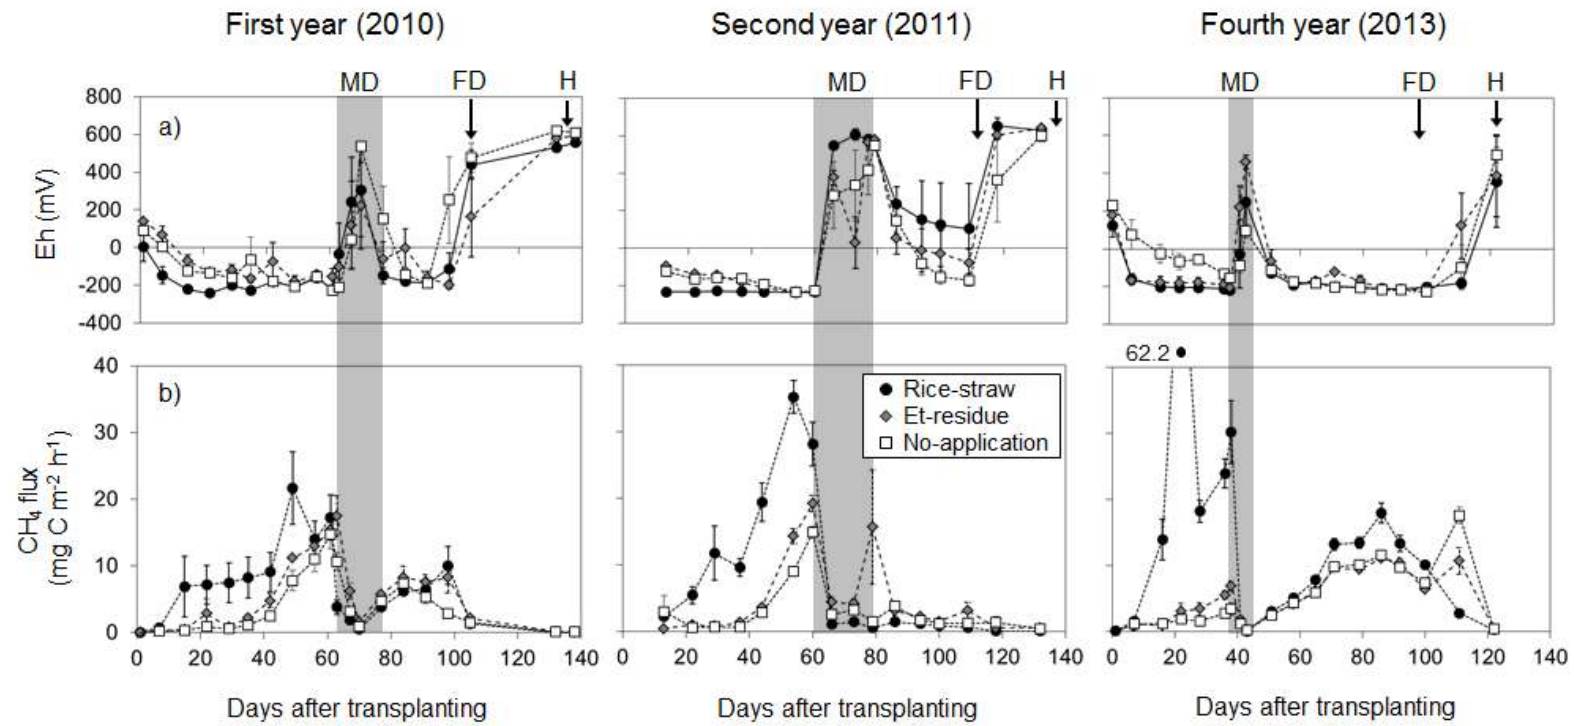 First year (2010) Second year (2011) Fourth year (2013)
MD FD H MD FD H MD FD H
800
600
400
200
0
-200
-400
Eh (mV)
a)
40
30
20
10
0
CH4 flux
(mg C m-2 h-1)
b)
62.2
Rice-straw
Et-residue
No-application
0 20 40 60 80 100 120 140 0 20 40 60 80 100 120 140 0 20 40 60 80 100 120 140
Days after transplanting Days after transplanting Days after transplanting